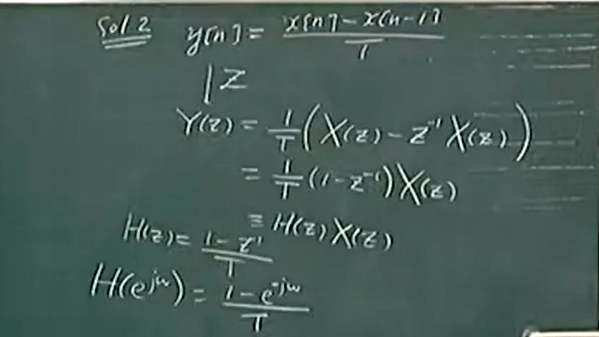 Sol 2 y[n] = x[n] - x[n-1] / T
| Z
Y(z) = 1/T ( X(z) - z⁻¹ X(z) )
= 1/T (1 - z⁻¹) X(z)
≡ H(z) X(z)
H(z) = 1 - z⁻¹ / T
H(e^jω) = 1 - e^-jω / T